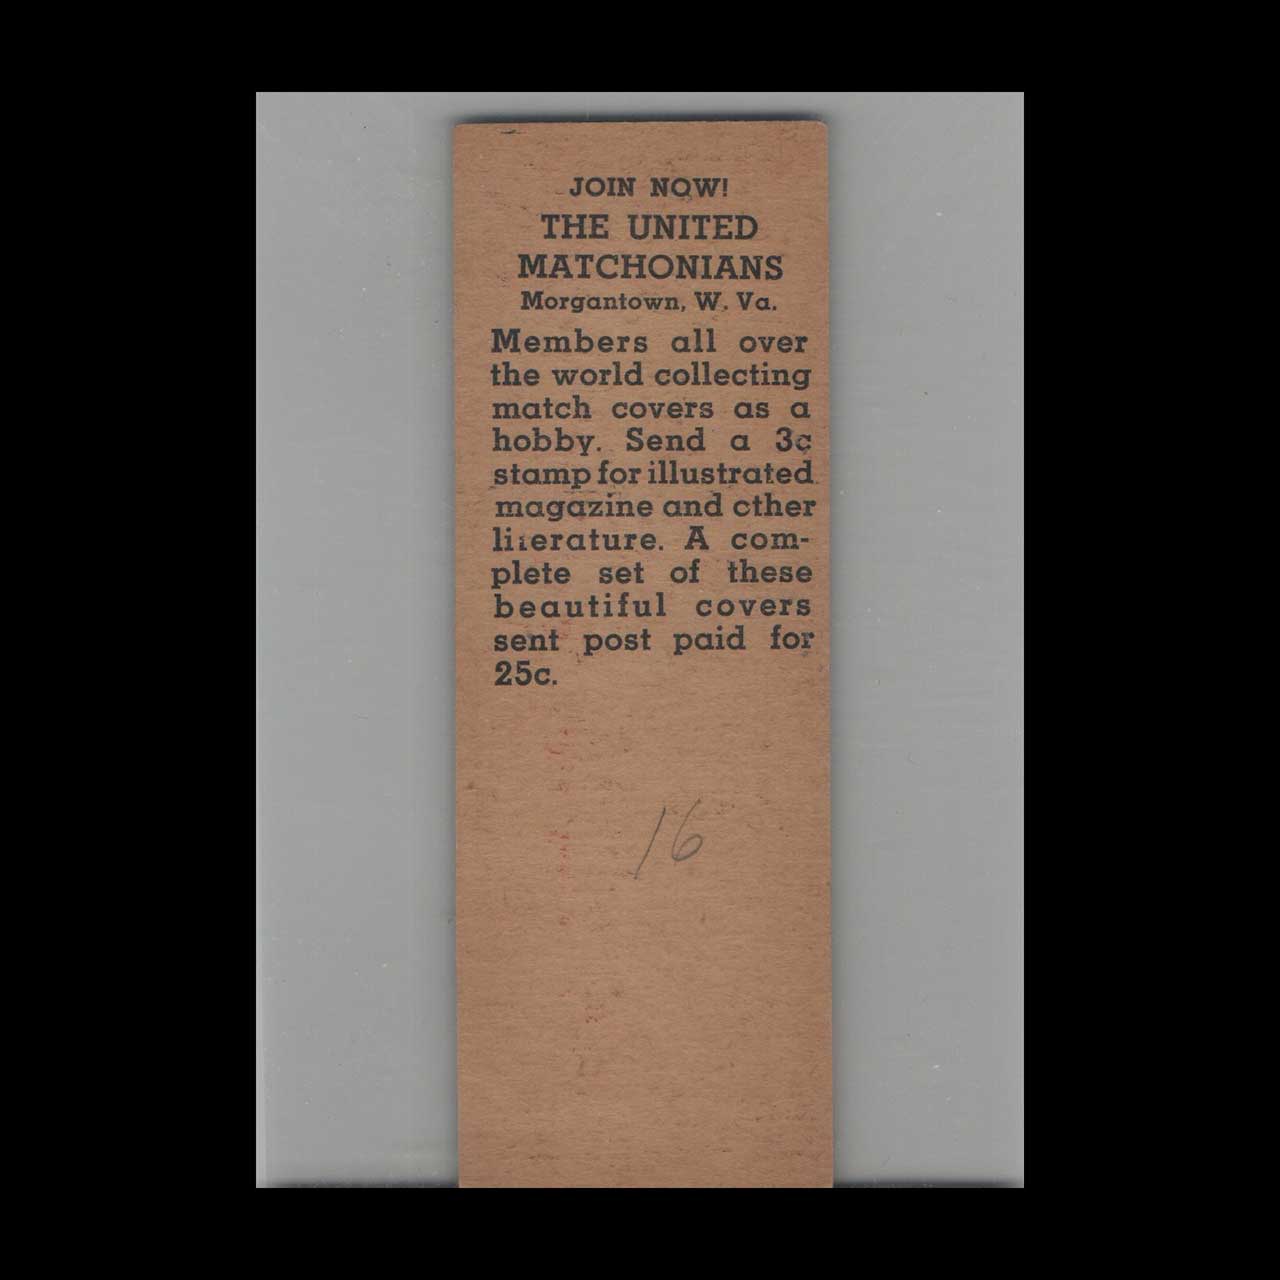 JOIN NOW!
THE UNITED
MATCHONIANS
Morgantown, W. Va.
Members all over
the world collecting
match covers as a
hobby. Send a 3c
stamp for illustrated
magazine and other
literature. A com-
plete set of these
beautiful covers
sent post paid for
25c.
16